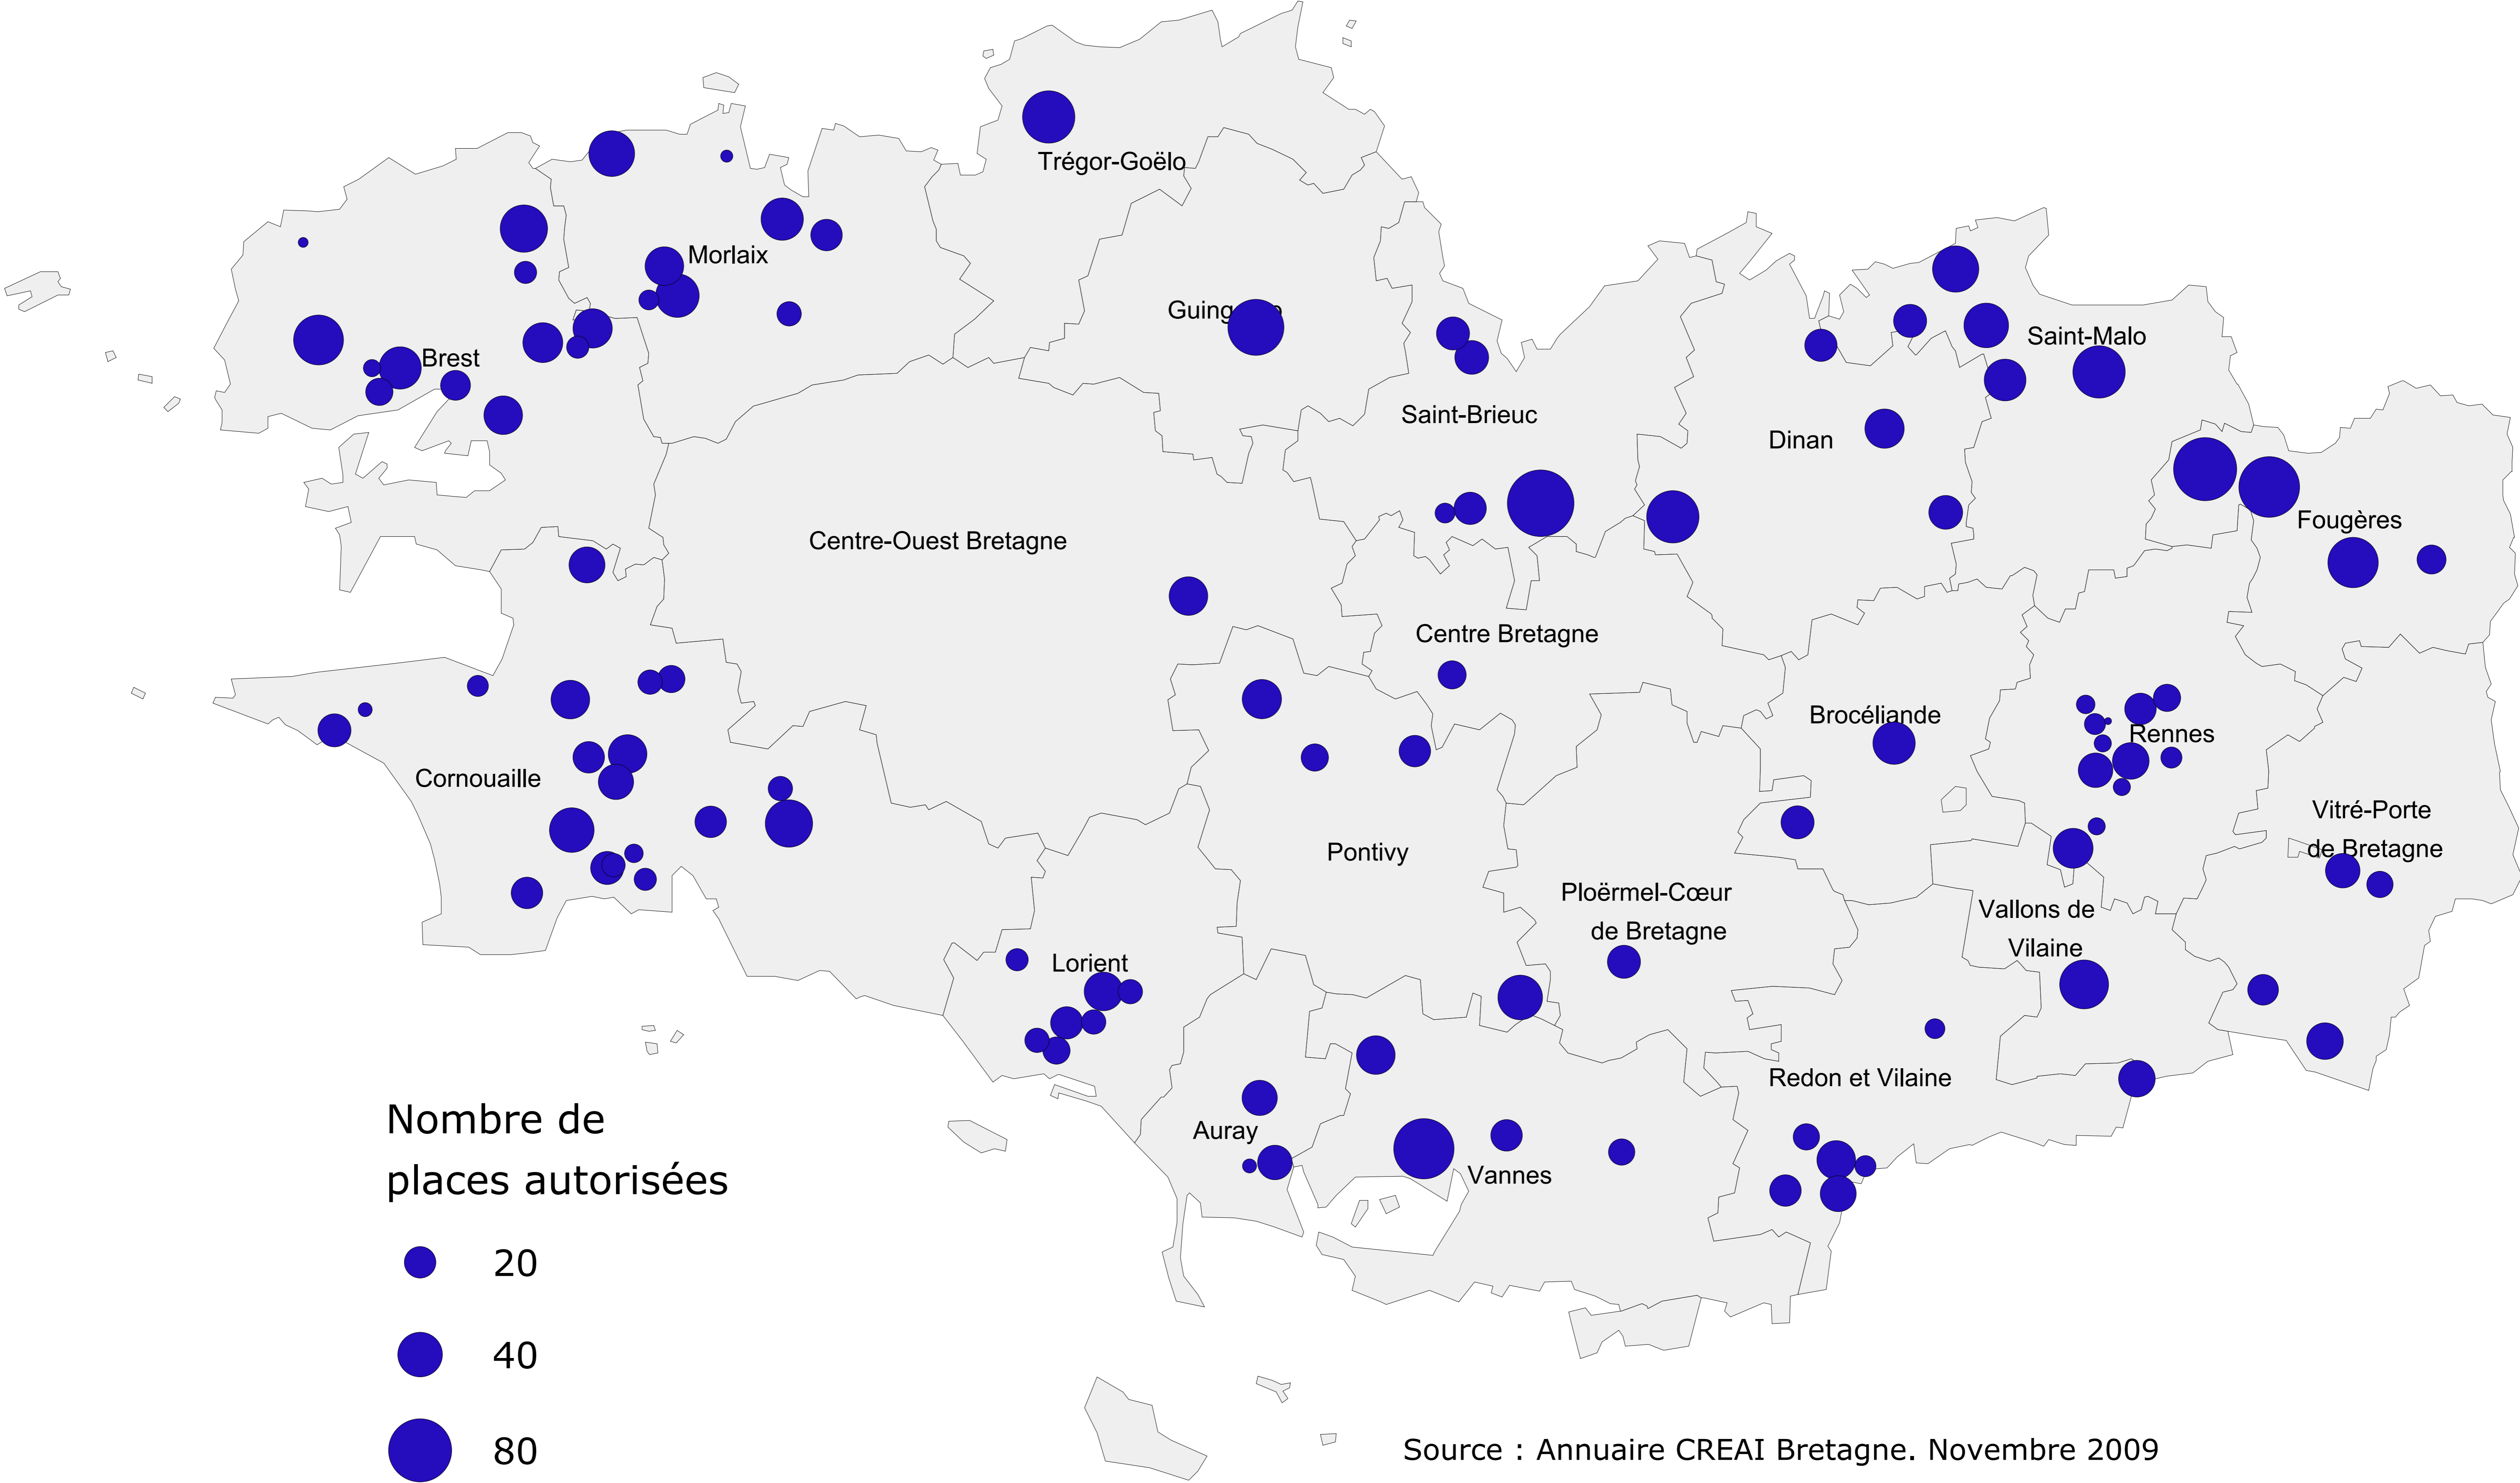 Trégor-Goëlo
Morlaix
Guingamp
Saint-Malo
Brest
Saint-Brieuc
Dinan
Fougères
Centre-Ouest Bretagne
Centre Bretagne
Brocéliande
Rennes
Cornouaille
Vitré-Porte
de Bretagne
Pontivy
Ploërmel-Cœur
de Bretagne
Vallons de
Vilaine
Lorient
Redon et Vilaine
Auray
Vannes
Nombre de
places autorisées
20
40
80
Source : Annuaire CREAI Bretagne. Novembre 2009